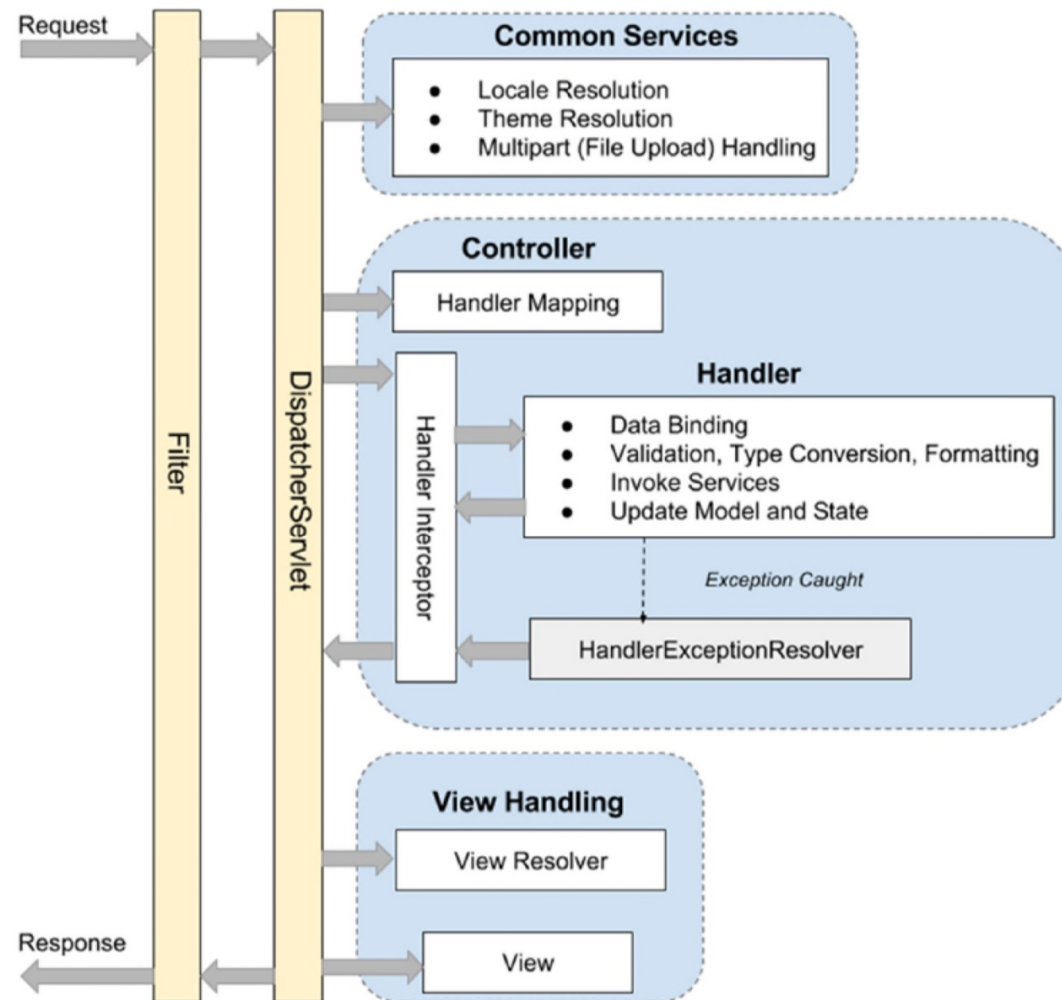 Request
Filter
DispatcherServlet
Common Services
● Locale Resolution
● Theme Resolution
● Multipart (File Upload) Handling
Controller
Handler Mapping
Handler Interceptor
Handler
● Data Binding
● Validation, Type Conversion, Formatting
● Invoke Services
● Update Model and State
Exception Caught
HandlerExceptionResolver
View Handling
View Resolver
View
Response